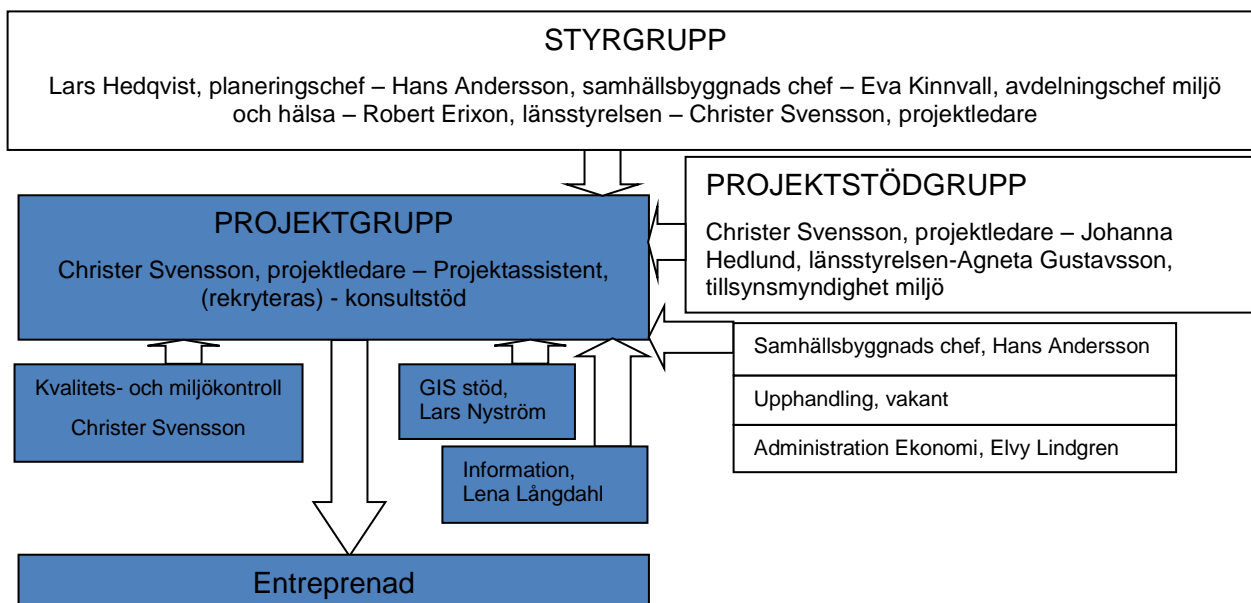 STYRGRUPP
Lars Hedqvist, planeringschef – Hans Andersson, samhällsbyggnads chef – Eva Kinnvall, avdelningschef miljö
och hälsa – Robert Erixon, länsstyrelsen – Christer Svensson, projektledare
PROJEKTSTÖDGRUPP
Christer Svensson, projektledare – Johanna
Hedlund, länsstyrelsen-Agneta Gustavsson,
tillsynsmyndighet miljö
PROJEKTGRUPP
Christer Svensson, projektledare – Projektassistent,
(rekryteras) - konsultstöd
Samhällsbyggnads chef, Hans Andersson
Upphandling, vakant
Administration Ekonomi, Elvy Lindgren
Kvalitets- och miljökontroll
Christer Svensson
GIS stöd,
Lars Nyström
Information,
Lena Långdahl
Entreprenad